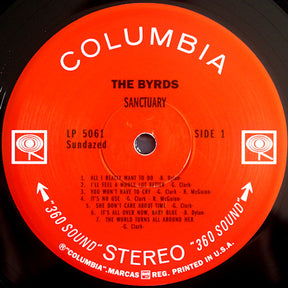 COLUMBIA
THE BYRDS
SANCTUARY
LP 5061
Sundazed
SIDE 1
1. ALL I REALLY WANT TO DO - B. Dylan-
2. I'LL FEEL A WHOLE LOT BETTER - G. Clark-
3. YOU WON'T HAVE TO CRY - G. Clark - R. McGuinn-
4. IT'S NO USE - G. Clark - R. McGuinn-
5. SHE DON'T CARE ABOUT TIME - G. Clark-
6. IT'S ALL OVER NOW, BABY BLUE - B. Dylan
7. THE WORLD TURNS ALL AROUND HER
-G. Clark-
"360 SOUND" STEREO "360 SOUND"
® "COLUMBIA", MARCAS REG. PRINTED IN U.S.A.